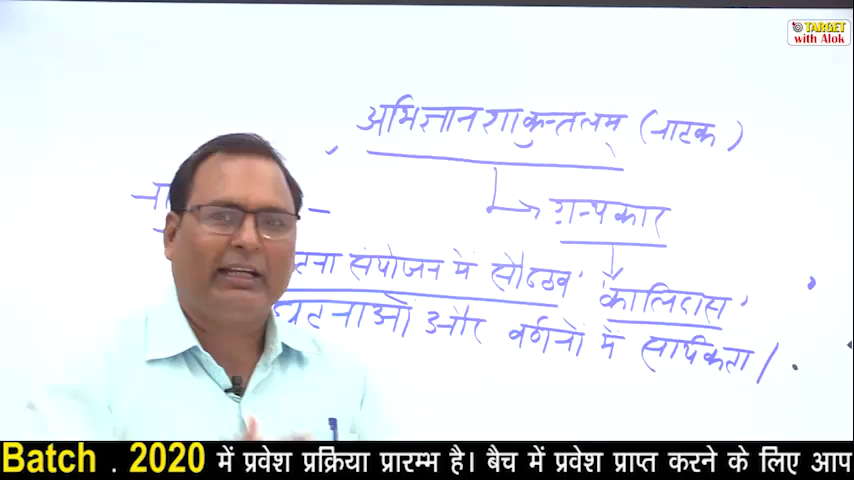 TARGET
with Alok
अभिज्ञानशाकुन्तलम् (नाटक)
ग्रन्थकार
टना संयोजन में सौष्ठव
'कालिदास'
घटनाओं और वर्णनों में सार्थकता।
Batch . 2020 में प्रवेश प्रक्रिया प्रारम्भ है। बैच में प्रवेश प्राप्त करने के लिए आप